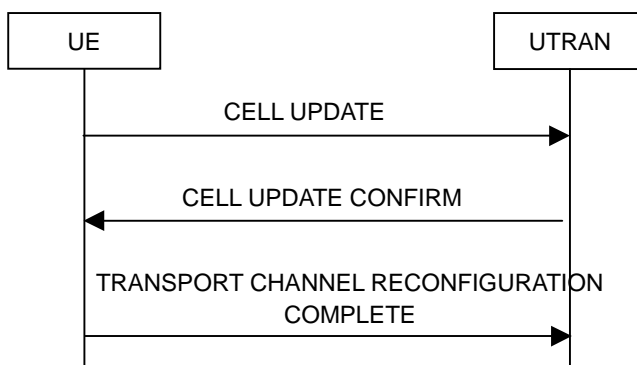 UE
UTRAN
CELL UPDATE
CELL UPDATE CONFIRM
TRANSPORT CHANNEL RECONFIGURATION
COMPLETE